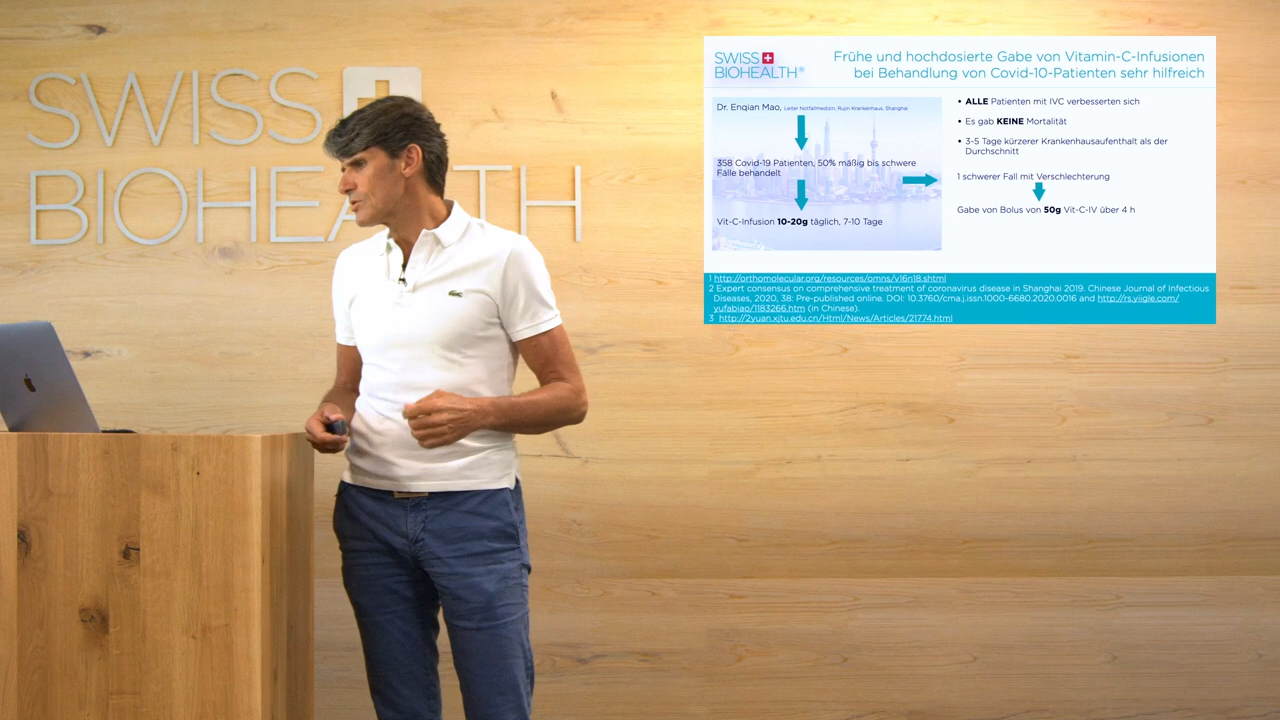 SWISS
BIOHEALTH
SWISS
BIOHEALTH®
Frühe und hochdosierte Gabe von Vitamin-C-Infusionen
bei Behandlung von Covid-10-Patienten sehr hilfreich
Dr. Enqian Mao, Leiter Notfallmedizin, Ruijn Krankenhaus, Shanghai
358 Covid-19 Patienten, 50% mäßig bis schwere
Fälle behandelt
Vit-C-Infusion 10-20g täglich, 7-10 Tage
• ALLE Patienten mit IVC verbesserten sich
• Es gab KEINE Mortalität
• 3-5 Tage kürzerer Krankenhausaufenthalt als der
Durchschnitt
1 schwerer Fall mit Verschlechterung
Gabe von Bolus von 50g Vit-C-IV über 4 h
1 http://orthomolecular.org/resources/omns/v16n18.shtml
2 Expert consensus on comprehensive treatment of coronavirus disease in Shanghai 2019. Chinese Journal of Infectious
Diseases, 2020, 38: Pre-published online. DOI: 10.3760/cma.j.issn.1000-6680.2020.0016 and http://rs.yiigle.com/
yufabiao/1183266.htm (in Chinese).
3 http://2yuan.xjtu.edu.cn/Html/News/Articles/21774.html